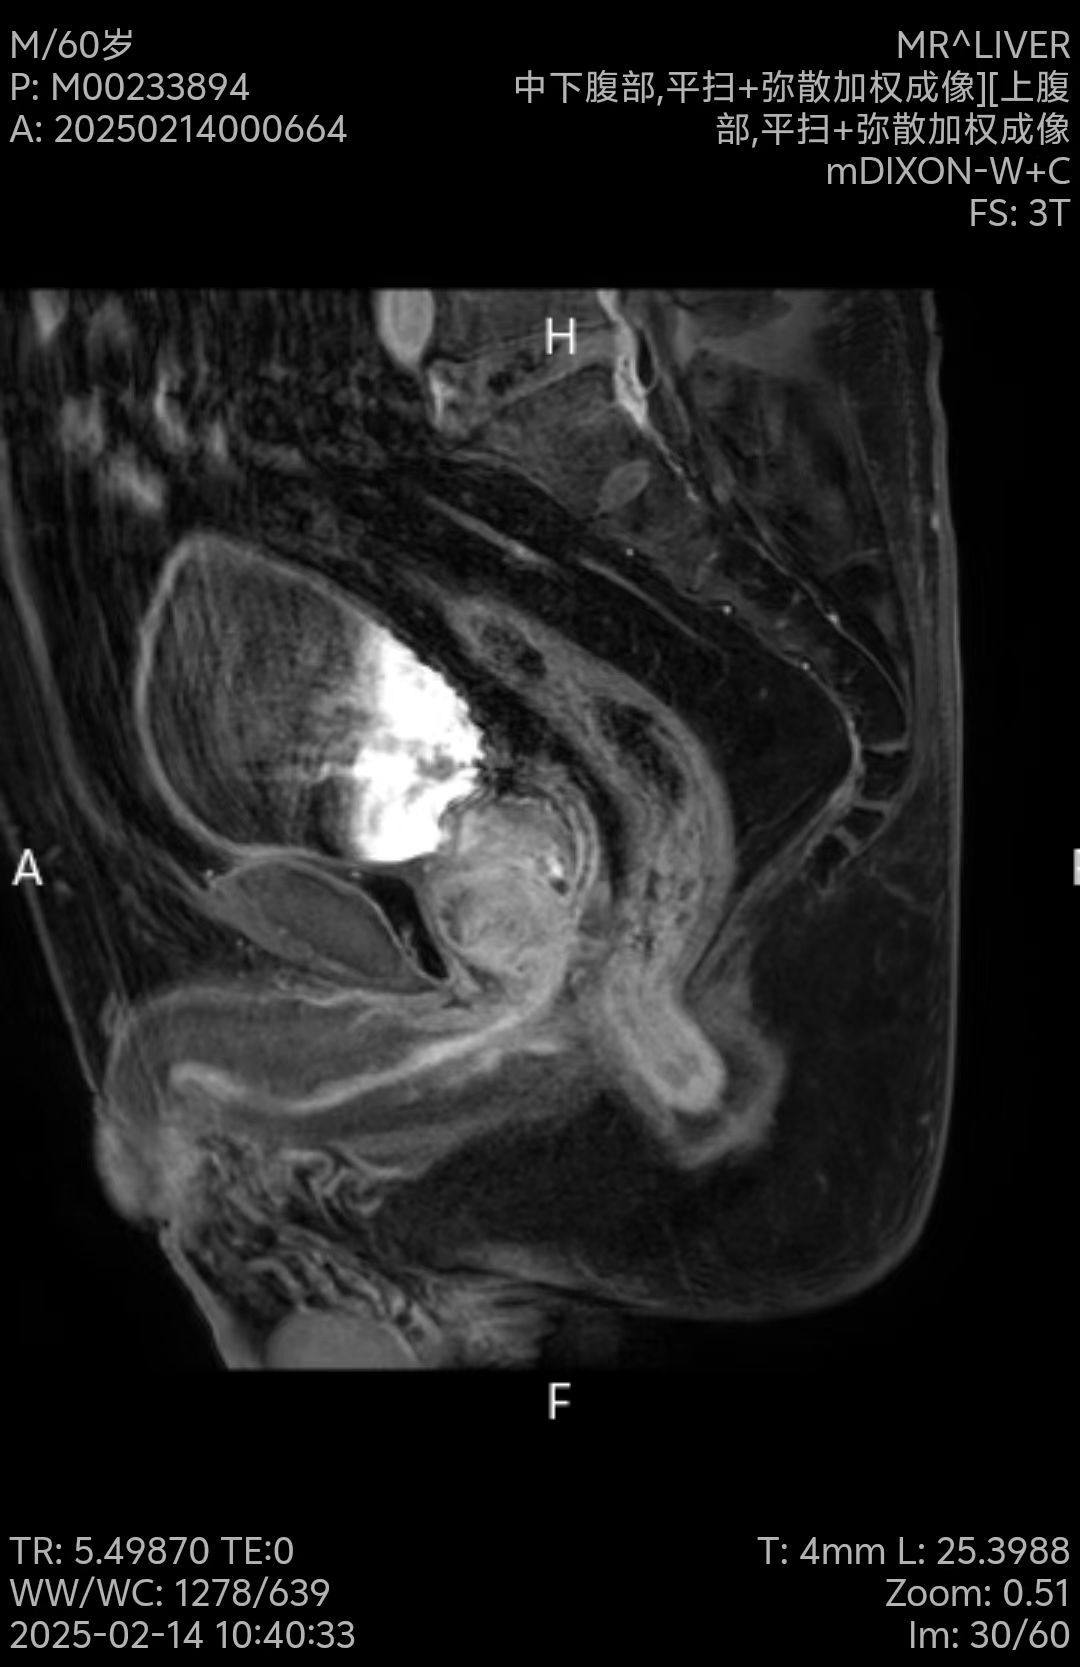 M/60岁
P: M00233894
A: 20250214000664
MR^LIVER
中下腹部,平扫+弥散加权成像][上腹
部,平扫+弥散加权成像
mDIXON-W+C
FS: 3T
H
A
F
TR: 5.49870 TE:0
WW/WC: 1278/639
2025-02-14 10:40:33
T: 4mm L: 25.3988
Zoom: 0.51
Im: 30/60